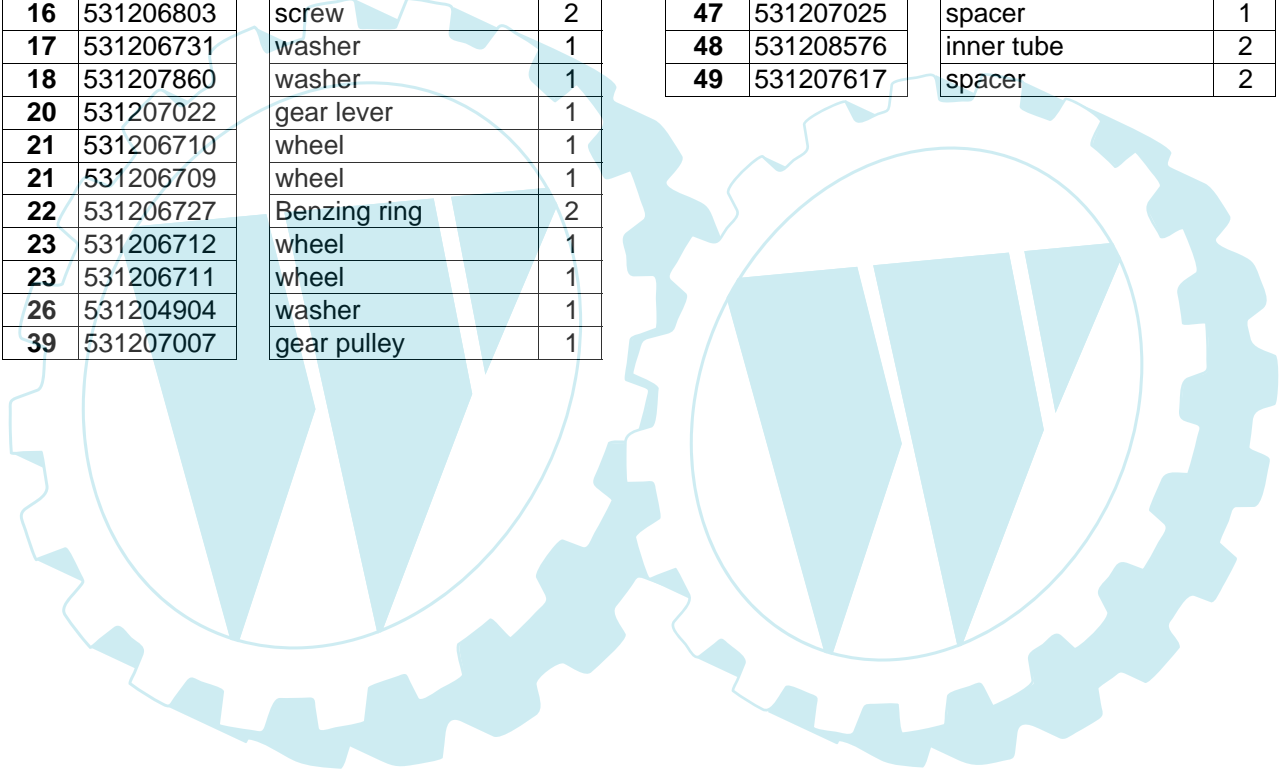 16 531206803 screw 2
17 531206731 washer 1
18 531207860 washer 1
20 531207022 gear lever 1
21 531206710 wheel 1
21 531206709 wheel 1
22 531206727 Benzing ring 2
23 531206712 wheel 1
23 531206711 wheel 1
26 531204904 washer 1
39 531207007 gear pulley 1
47 531207025 spacer 1
48 531208576 inner tube 2
49 531207617 spacer 2